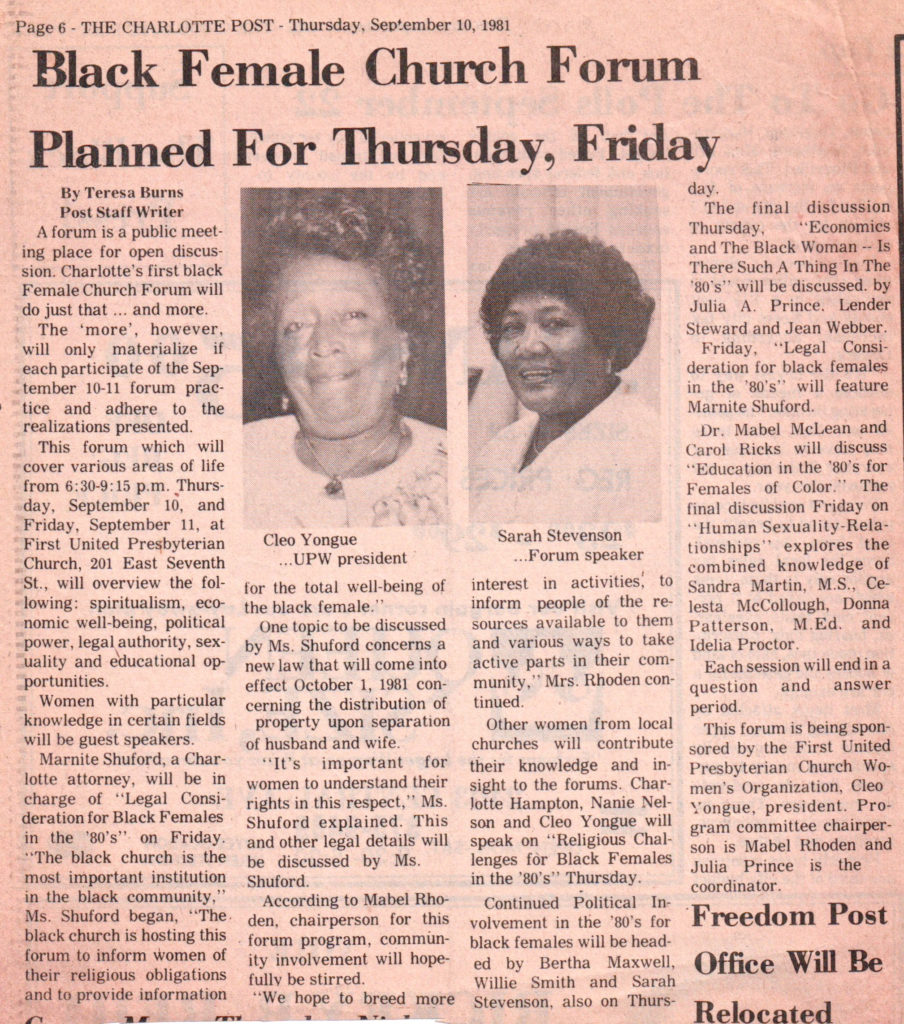 Page 6 - THE CHARLOTTE POST - Thursday, September 10, 1981
Black Female Church Forum
Planned For Thursday, Friday
By Teresa Burns
Post Staff Writer
A forum is a public meet-
ing place for open discus-
sion. Charlotte's first black
Female Church Forum will
do just that ... and more.
The 'more', however,
will only materialize if
each participate of the Sep-
tember 10-11 forum prac-
tice and adhere to the
realizations presented.
This forum which will
cover various areas of life
from 6:30-9:15 p.m. Thurs-
day, September 10, and
Friday, September 11, at
First United Presbyterian
Church, 201 East Seventh
St., will overview the fol-
lowing: spiritualism, eco-
nomic well-being, political
power, legal authority, sex-
uality and educational op-
portunities.
Women with particular
knowledge in certain fields
will be guest speakers.
Marnite Shuford, a Char-
lotte attorney, will be in
charge of "Legal Consi-
deration for Black Females
in the '80's" on Friday.
"The black church is the
most important institution
in the black community,"
Ms. Shuford began, "The
black church is hosting this
forum to inform women of
their religious obligations
and to provide information
Cleo Yongue
...UPW president
for the total well-being of
the black female."
One topic to be discussed
by Ms. Shuford concerns a
new law that will come into
effect October 1, 1981 con-
cerning the distribution of
property upon separation
of husband and wife.
"It's important for
women to understand their
rights in this respect," Ms.
Shuford explained. This
and other legal details will
be discussed by Ms.
Shuford.
According to Mabel Rho-
den, chairperson for this
forum program, commun-
ity involvement will hope-
fully be stirred.
"We hope to breed more
Sarah Stevenson
...Forum speaker
interest in activities, to
inform people of the re-
sources available to them
and various ways to take
active parts in their com-
munity," Mrs. Rhoden con-
tinued.
Other women from local
churches will contribute
their knowledge and in-
sight to the forums. Char-
lotte Hampton, Nanie Nel-
son and Cleo Yongue will
speak on "Religious Chal-
lenges for Black Females
in the '80's" Thursday.
Continued Political In-
volvement in the '80's for
black females will be head-
ed by Bertha Maxwell,
Willie Smith and Sarah
Stevenson, also on Thurs-
day.
The final discussion
Thursday, "Economics
and The Black Woman -- Is
There Such A Thing In The
'80's" will be discussed. by
Julia A. Prince. Lender
Steward and Jean Webber.
Friday, "Legal Consi-
deration for black females
in the '80's" will feature
Marnite Shuford.
Dr. Mabel McLean and
Carol Ricks will discuss
"Education in the '80's for
Females of Color." The
final discussion Friday on
"Human Sexuality-Rela-
tionships" explores the
combined knowledge of
Sandra Martin, M.S., Ce-
lesta McCollough, Donna
Patterson, M.Ed. and
Idelia Proctor.
Each session will end in a
question and answer
period.
This forum is being spon-
sored by the First United
Presbyterian Church Wo-
men's Organization, Cleo
Yongue, president. Pro-
gram committee chairper-
son is Mabel Rhoden and
Julia Prince is the
coordinator.
Freedom Post
Office Will Be
Relocated